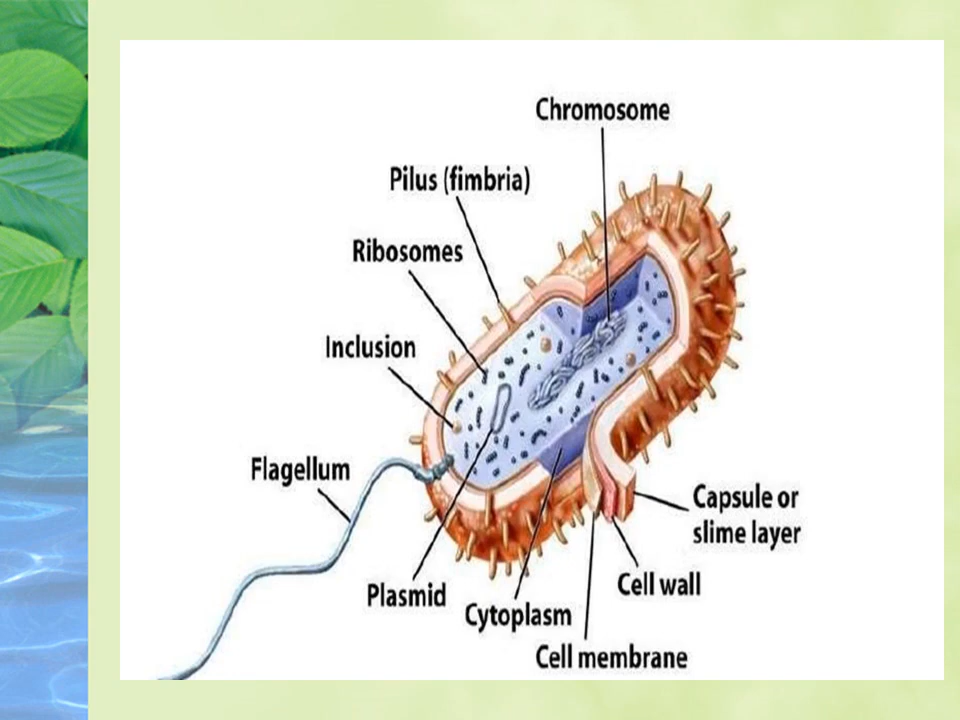 Chromosome
Pilus (fimbria)
Ribosomes
Inclusion
Flagellum
Capsule or
slime layer
Cell wall
Plasmid
Cytoplasm
Cell membrane